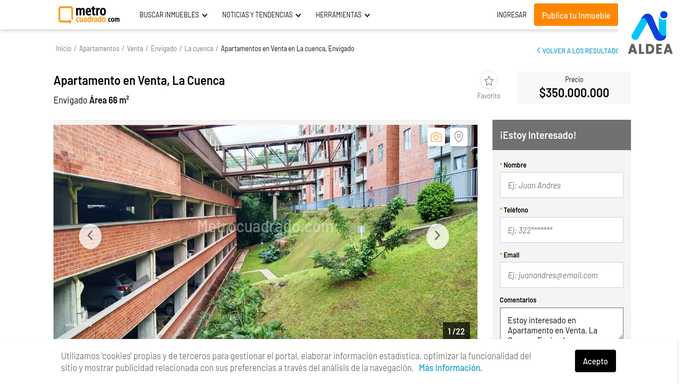 metro
cuadrado.com
BUSCAR INMUEBLES
NOTICIAS Y TENDENCIAS
HERRAMIENTAS
INGRESAR
Publica tu Inmueble
ALDEA
Inicio / Apartamentos / Venta / Envigado / La cuenca / Apartamentos en Venta en La cuenca, Envigado
VOLVER A LOS RESULTADOS
Apartamento en Venta, La Cuenca
Envigado Área 66 m²
Favorito
Precio
$350.000.000
Metrocuadrado.com
1 /22
¡Estoy Interesado!
* Nombre
Ej: Juan Andres
* Teléfono
Ej: 322*******
* Email
Ej: juanandres@email.com
Comentarios
Estoy interesado en
Apartamento en Venta, La
Utilizamos 'cookies' propias y de terceros para gestionar el portal, elaborar información estadística, optimizar la funcionalidad del
sitio y mostrar publicidad relacionada con sus preferencias a través del análisis de la navegación. Más información.
Acepto